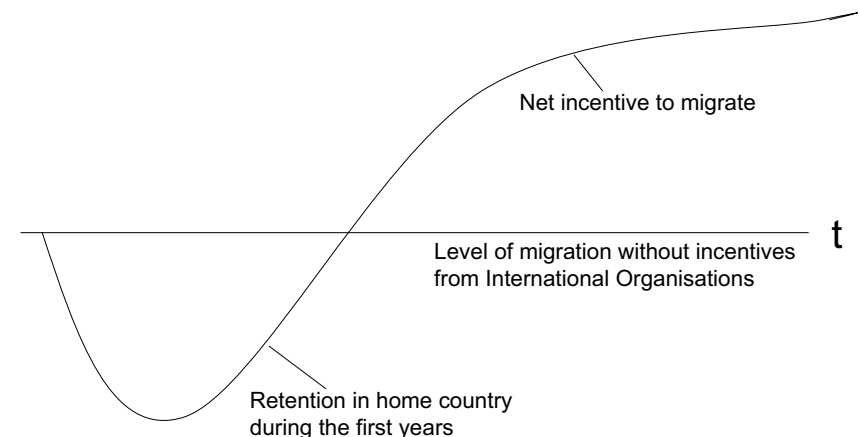 Net incentive to migrate
t
Level of migration without incentives
from International Organisations
Retention in home country
during the first years